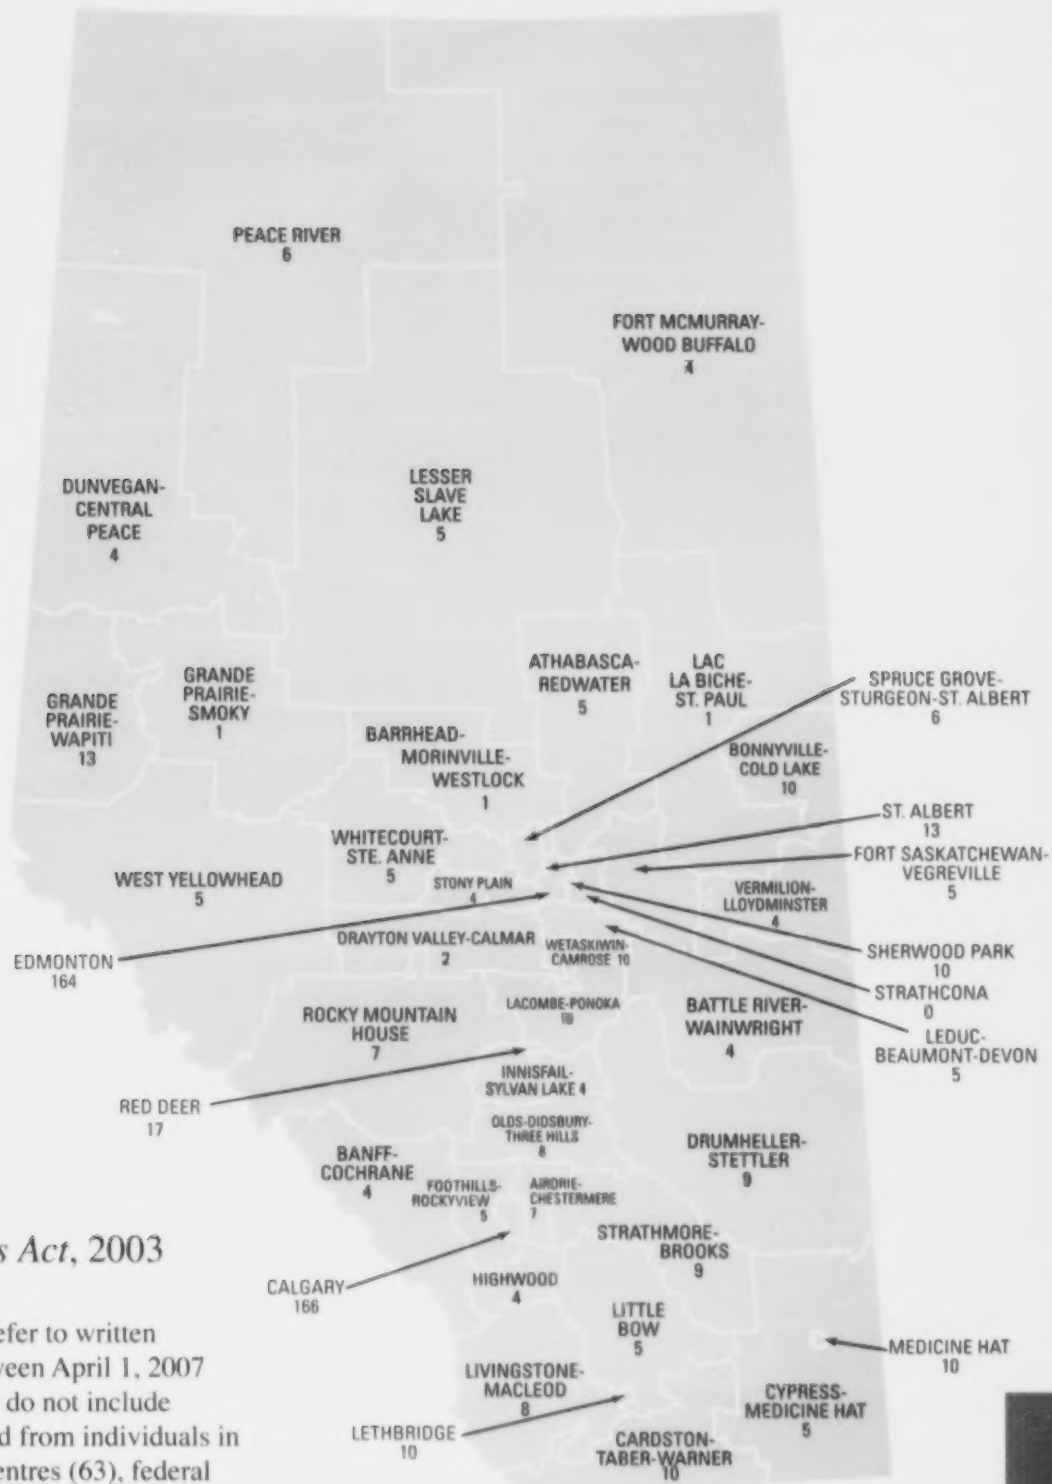 PEACE RIVER
6
FORT MCMURRAY-
WOOD BUFFALO
4
DUNVEGAN-
CENTRAL
PEACE
4
LESSER
SLAVE
LAKE
5
GRANDE
PRAIRIE-
WAPITI
13
GRANDE
PRAIRIE-
SMOKY
1
ATHABASCA-
REDWATER
5
LAC
LA BICHE-
ST. PAUL
1
SPRUCE GROVE-
STURGEON-ST. ALBERT
6
BARRHEAD-
MORINVILLE-
WESTLOCK
1
BONNYVILLE-
COLD LAKE
10
ST. ALBERT
13
WHITECOURT-
STE. ANNE
5
FORT SASKATCHEWAN-
VEGREVILLE
5
WEST YELLOWHEAD
5
STONY PLAIN
4
VERMILION-
LLOYDMINSTER
4
EDMONTON
164
DRAYTON VALLEY-CALMAR
2
WETASKIWIN-
CAMROSE 10
SHERWOOD PARK
10
STRATHCONA
0
LEDUC-
BEAUMONT-DEVON
5
ROCKY MOUNTAIN
HOUSE
7
LACOMBE-PONOKA
10
BATTLE RIVER-
WAINWRIGHT
4
RED DEER
17
INNISFAIL-
SYLVAN LAKE 4
OLDS-DIDSBURY-
THREE HILLS
8
DRUMHELLER-
STETTLER
9
BANFF-
COCHRANE
4
FOOTHILLS-
ROCKYVIEW
5
AIRDRIE-
CHESTERMERE
7
STRATHMORE-
BROOKS
9
CALGARY
166
HIGHWOOD
4
LITTLE
BOW
5
MEDICINE HAT
10
LIVINGSTONE-
MACLEOD
8
CYPRESS-
MEDICINE HAT
5
LETHBRIDGE
10
CARDSTON-
TABER-WARNER
10
s Act, 2003
efer to written
ween April 1, 2007
do not include
d from individuals in
entres (63), federal